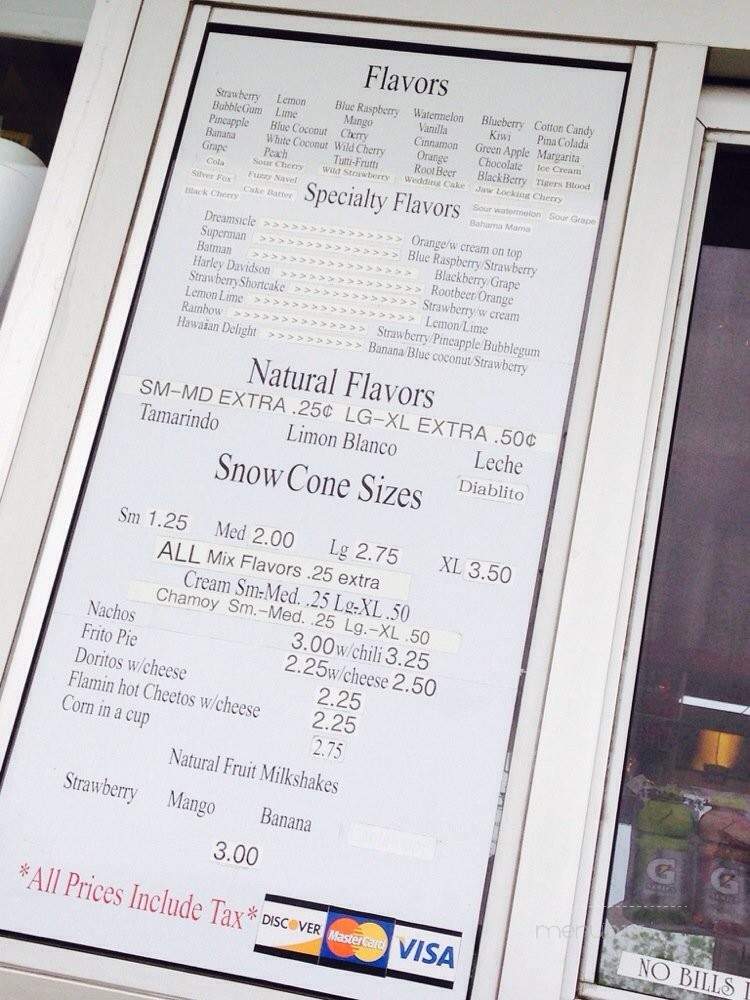 Flavors
Strawberry Lemon Blue Raspberry Watermelon Blueberry Cotton Candy
BubbleGum Lime Mango Vanilla Kiwi Pina Colada
Pineapple Blue Coconut Cherry Cinnamon Green Apple Margarita
Banana White Coconut Wild Cherry Orange Chocolate Ice Cream
Grape Peach Tutti-Frutti Root Beer BlackBerry Tigers Blood
Cola Sour Cherry Wild Strawberry Wedding Cake Jaw Locking Cherry
Silver Fox Fuzzy Navel Sour watermelon Sour Grape
Black Cherry Cake Batter Bahama Mama
Specialty Flavors
Dreamsicle >>>>>>>>>>>>>>> Orange/w cream on top
Superman >>>>>>>>>>>>>>> Blue Raspberry/Strawberry
Batman >>>>>>>>>>>>>>> Blackberry/Grape
Harley Davidson >>>>>>>>>>>>>>> Rootbeer/Orange
Strawberry Shortcake >>>>>>>>>>>>>> Strawberry/w cream
Lemon Lime >>>>>>>>>>>>>>> Lemon/Lime
Rainbow >>>>>>>>>>>>>>> Strawberry/Pineapple/Bubblegum
Hawaiian Delight >>>>>>>>>> Banana/Blue coconut/Strawberry
Natural Flavors
SM-MD EXTRA .25¢ LG-XL EXTRA .50¢
Tamarindo Limon Blanco Leche
Diablito
Snow Cone Sizes
Sm 1.25 Med 2.00 Lg 2.75 XL 3.50
ALL Mix Flavors .25 extra
Cream Sm-Med. .25 Lg-XL .50
Chamoy Sm.-Med. .25 Lg.-XL .50
Nachos 3.00 w/chili 3.25
Frito Pie 2.25 w/cheese 2.50
Doritos w/cheese 2.25
Flamin hot Cheetos w/cheese 2.25
Corn in a cup 2.75
Natural Fruit Milkshakes
Strawberry Mango Banana
3.00
*All Prices Include Tax*
DISCOVER MasterCard VISA
G G
NO BILLS